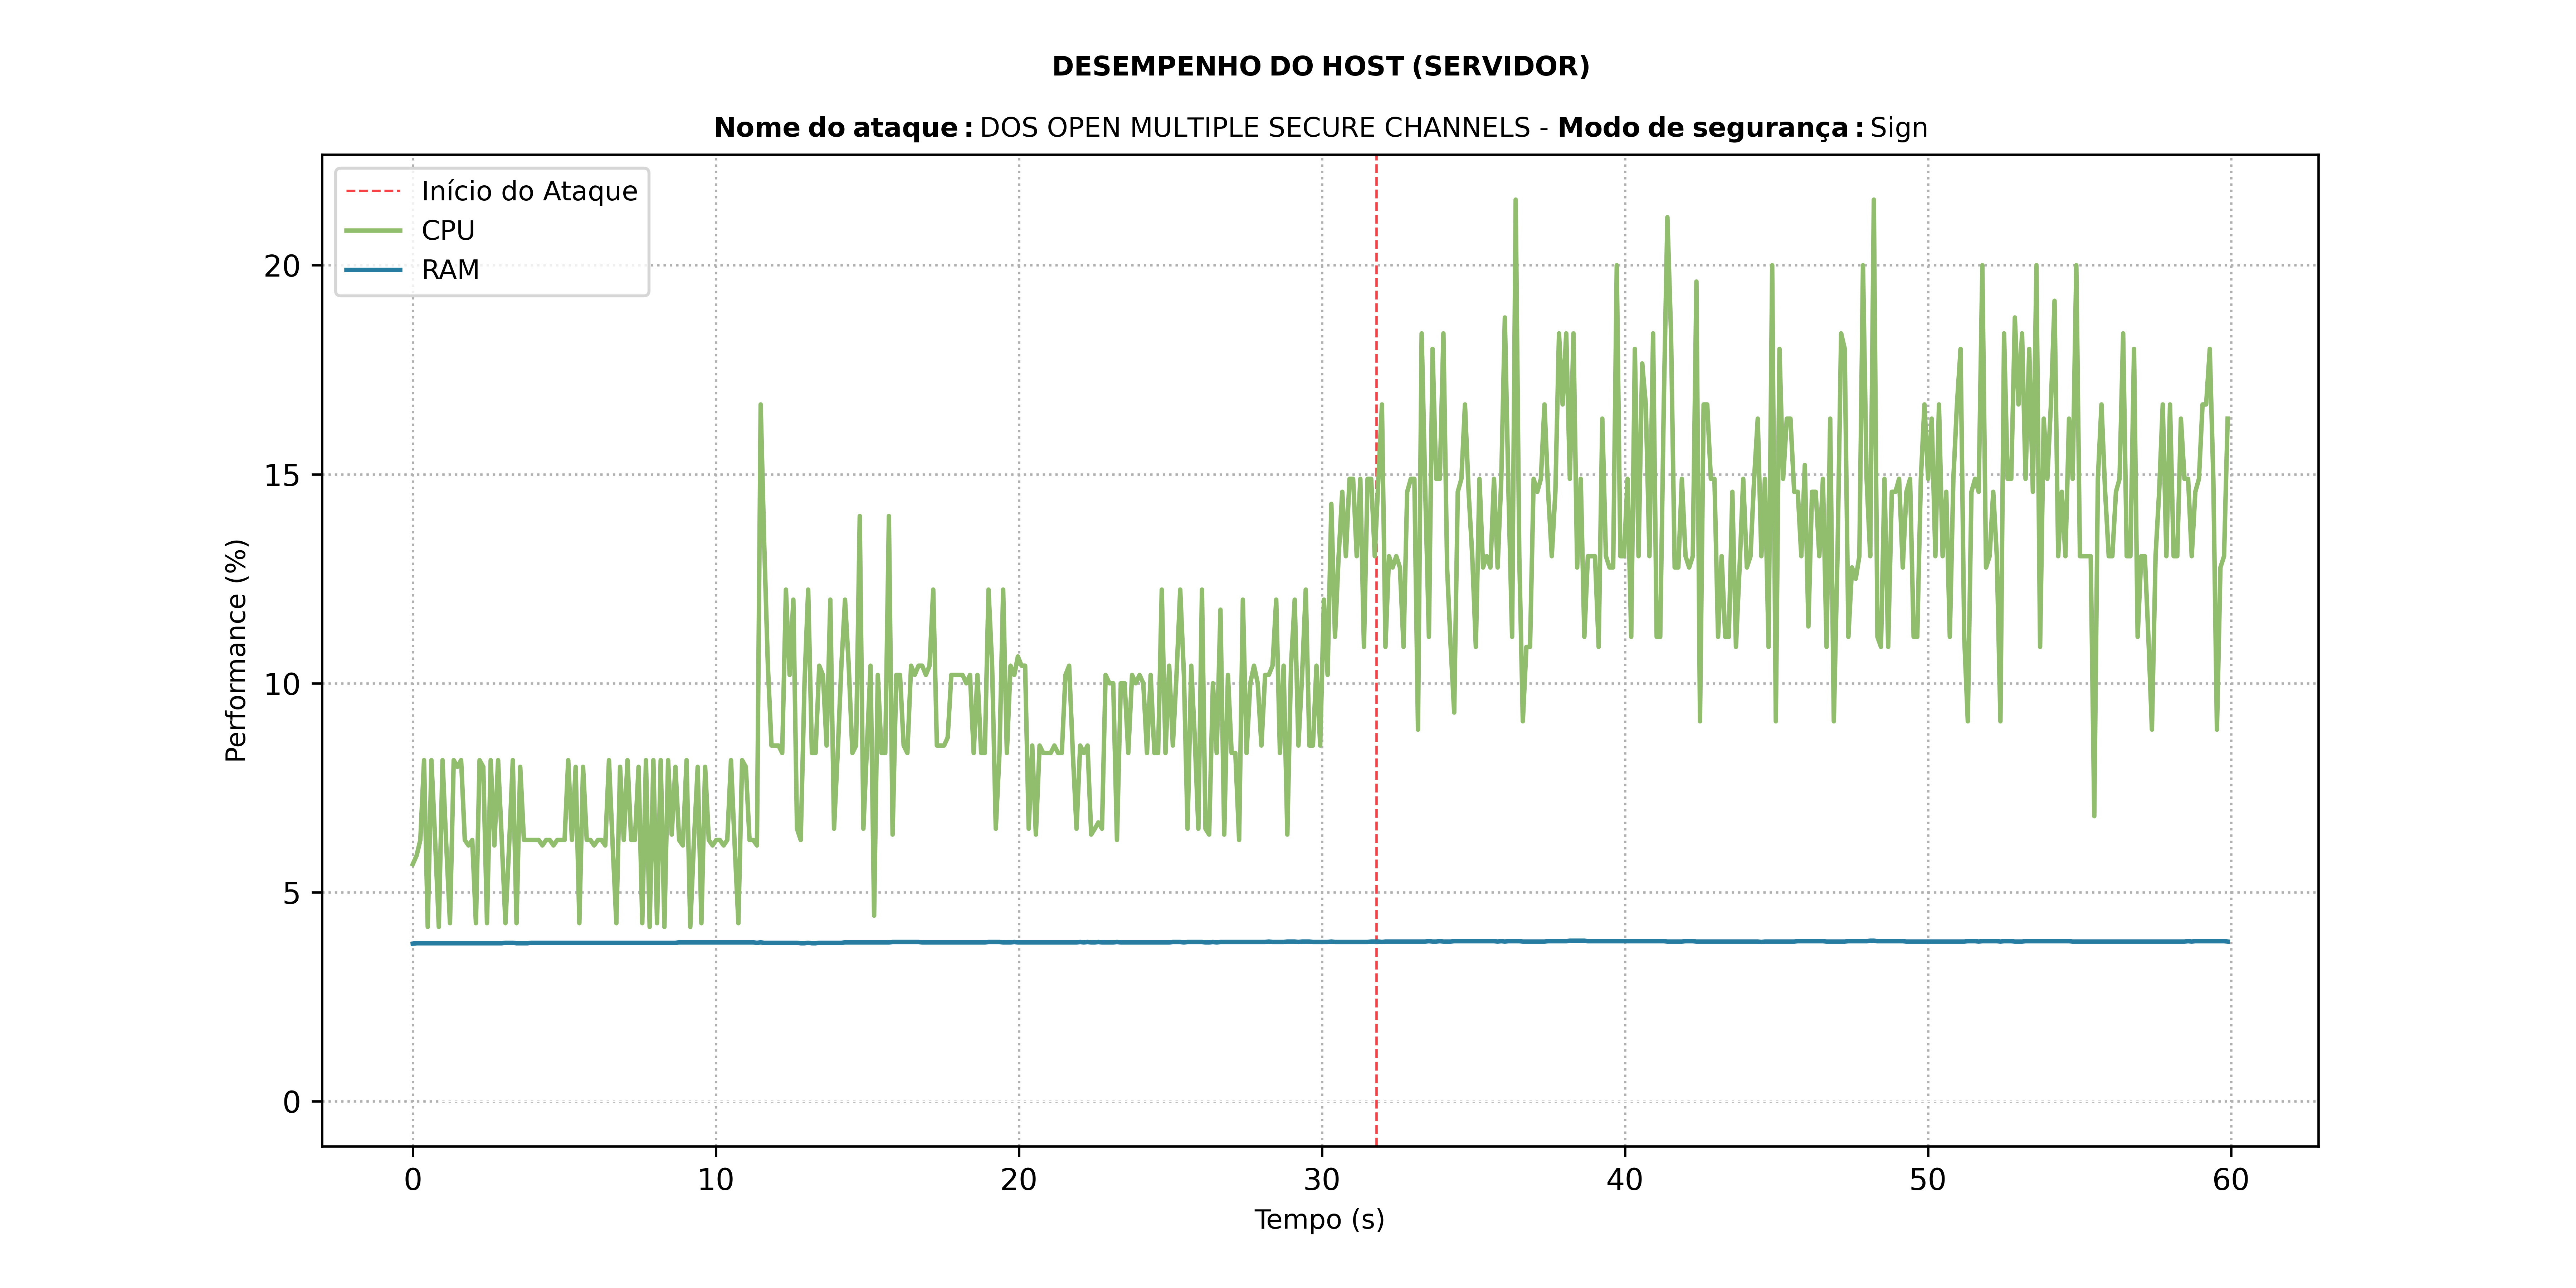 DESEMPENHO DO HOST (SERVIDOR)
Nome do ataque: DOS OPEN MULTIPLE SECURE CHANNELS - Modo de segurança: Sign
Início do Ataque
CPU
RAM
Performance (%)
20
15
10
5
0
0 10 20 30 40 50 60
Tempo (s)